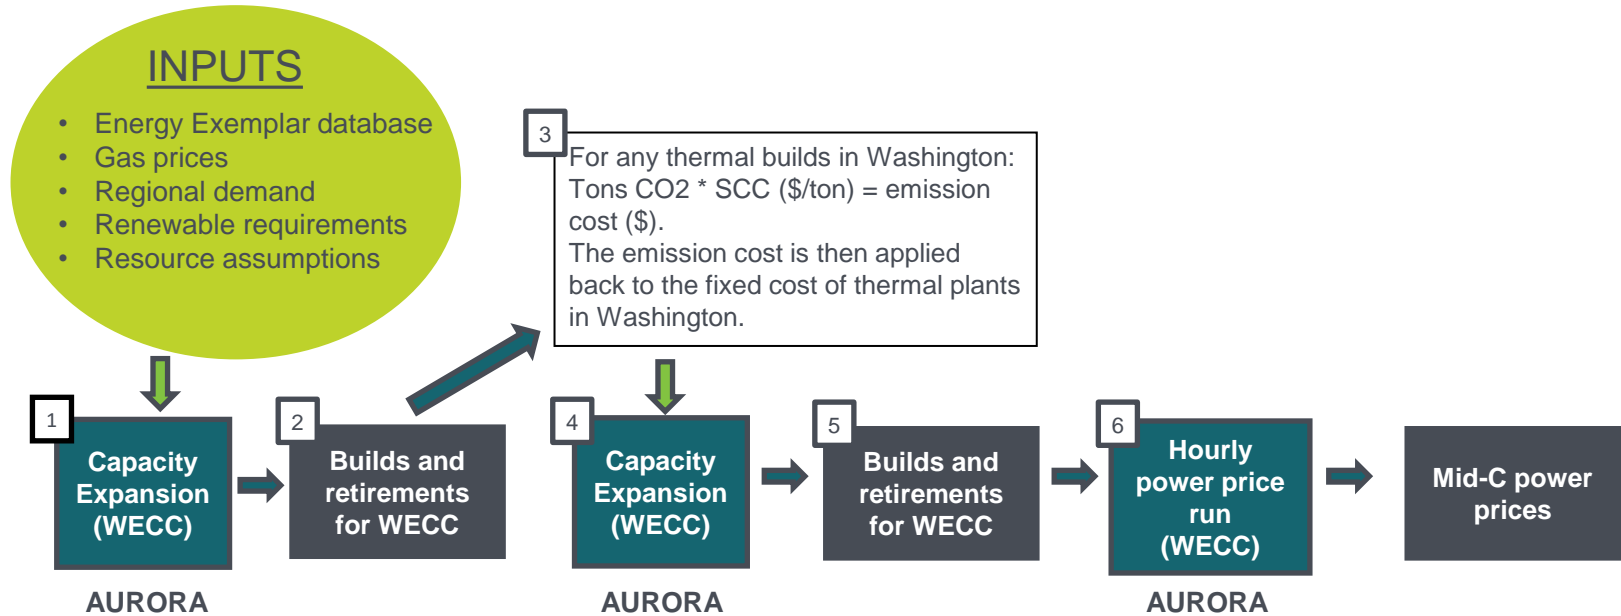 INPUTS
• Energy Exemplar database
• Gas prices
• Regional demand
• Renewable requirements
• Resource assumptions
3
For any thermal builds in Washington:
Tons CO2 * SCC ($/ton) = emission
cost ($).
The emission cost is then applied
back to the fixed cost of thermal plants
in Washington.
1
Capacity
Expansion
(WECC)
AURORA
2
Builds and
retirements
for WECC
4
Capacity
Expansion
(WECC)
AURORA
5
Builds and
retirements
for WECC
6
Hourly
power price
run
(WECC)
AURORA
Mid-C power
prices